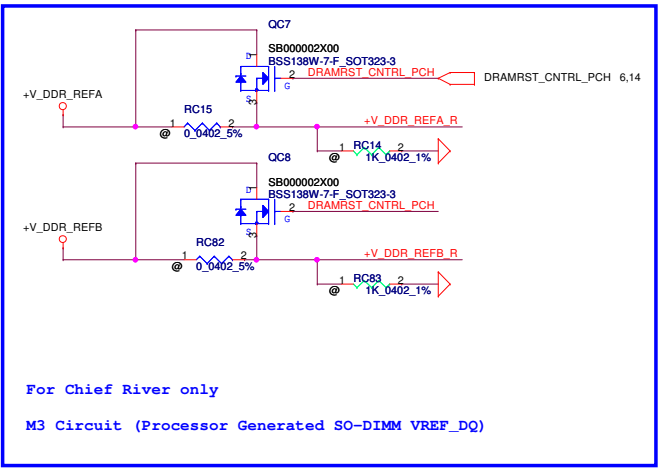 QC7
SB000002X00
BSS138W-7-F_SOT323-3
D 1
2 DRAMRST_CNTRL_PCH
G
DRAMRST_CNTRL_PCH 6,14
S 3
+V_DDR_REFA
RC15
1 2
@ 0_0402_5%
+V_DDR_REFA_R
RC14
1 2
@ 1K_0402_1%
QC8
SB000002X00
BSS138W-7-F_SOT323-3
D 1
2 DRAMRST_CNTRL_PCH
G
S 3
+V_DDR_REFB
RC82
1 2
@ 0_0402_5%
+V_DDR_REFB_R
RC83
1 2
@ 1K_0402_1%
For Chief River only
M3 Circuit (Processor Generated SO-DIMM VREF_DQ)